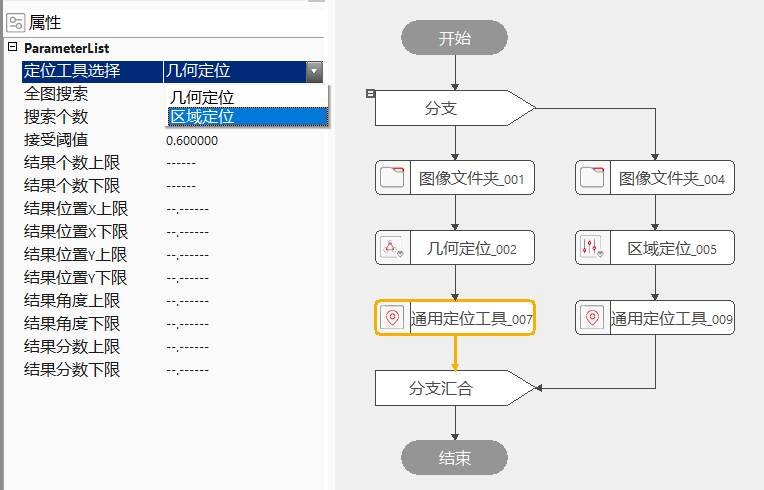 属性
ParameterList
定位工具选择 几何定位
几何定位
全图搜索
区域定位
搜索个数
接受阈值 0.600000
结果个数上限 ------
结果个数下限 ------
结果位置X上限 --.------
结果位置X下限 --.------
结果位置Y上限 --.------
结果位置Y下限 --.------
结果角度上限 --.------
结果角度下限 --.------
结果分数上限 --.------
结果分数下限 --.------
开始
分支
图像文件夹_001
图像文件夹_004
几何定位_002
区域定位_005
通用定位工具_007
通用定位工具_009
分支汇合
结束